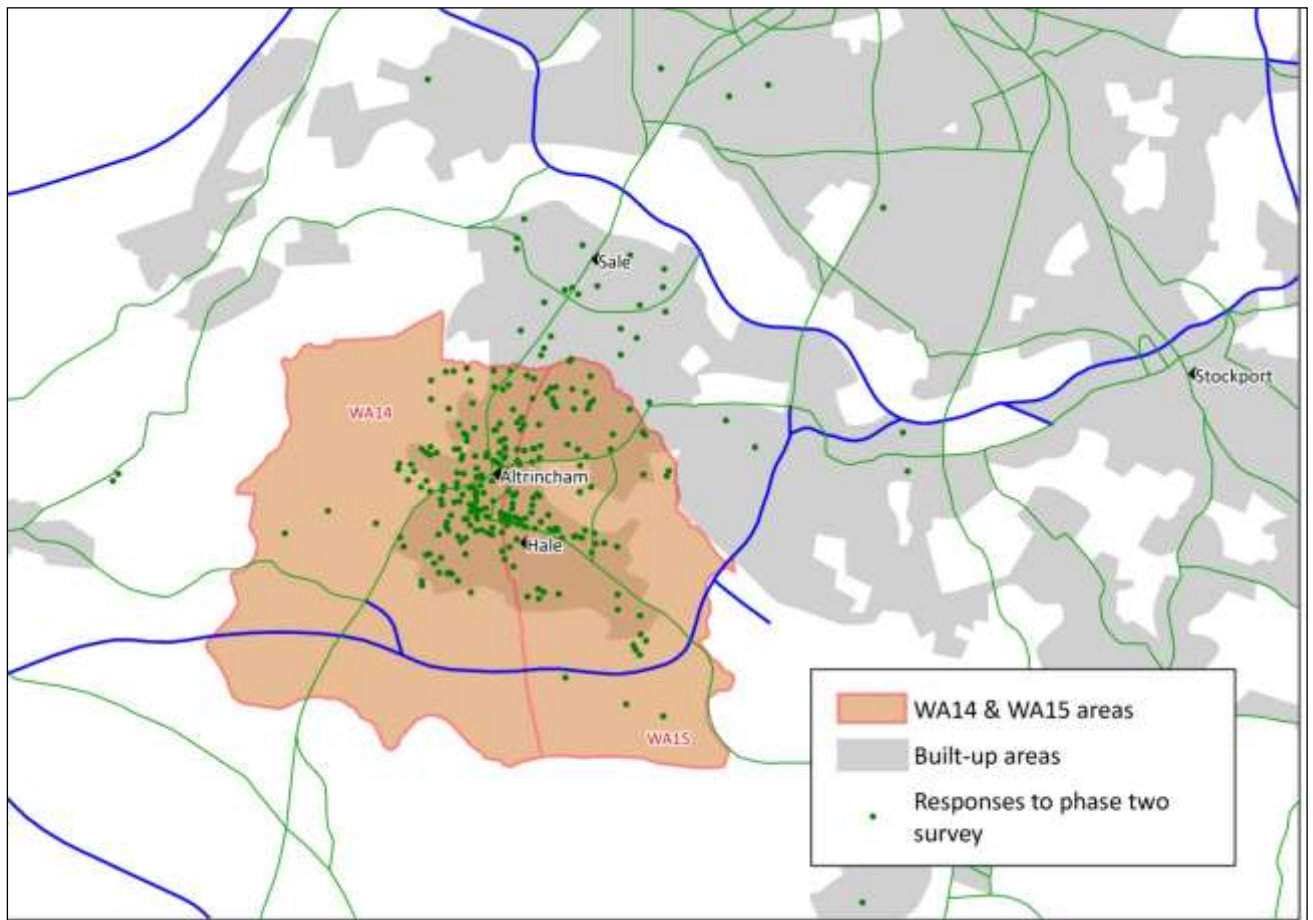 Sale
Stockport
WA14
Altrincham
Hale
WA15
WA14 & WA15 areas
Built-up areas
Responses to phase two
survey